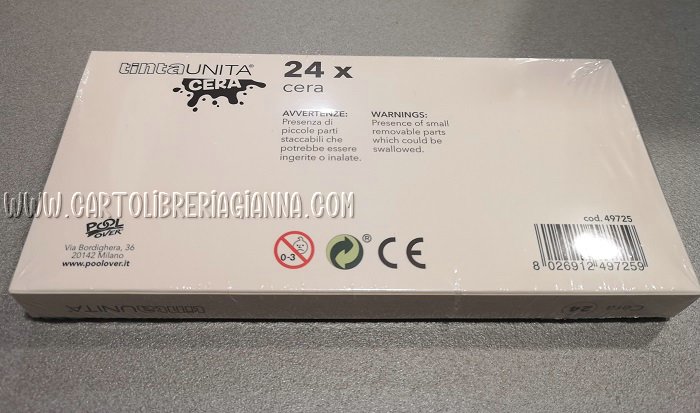 tintaUNITA®
CERA
24 x
cera
AVVERTENZE:
Presenza di
piccole parti
staccabili che
potrebbe essere
ingerite o inalate.
WARNINGS:
Presence of small
removable parts
which could be
swallowed.
WWW.CARTOLIBRERIAGIANNA.COM
POOL
OVER
Via Bordighera, 36
20142 Milano
www.poolover.it
0-3
®
CE
cod. 49725
8 026912 497259
tintaUNITA
Cera 24